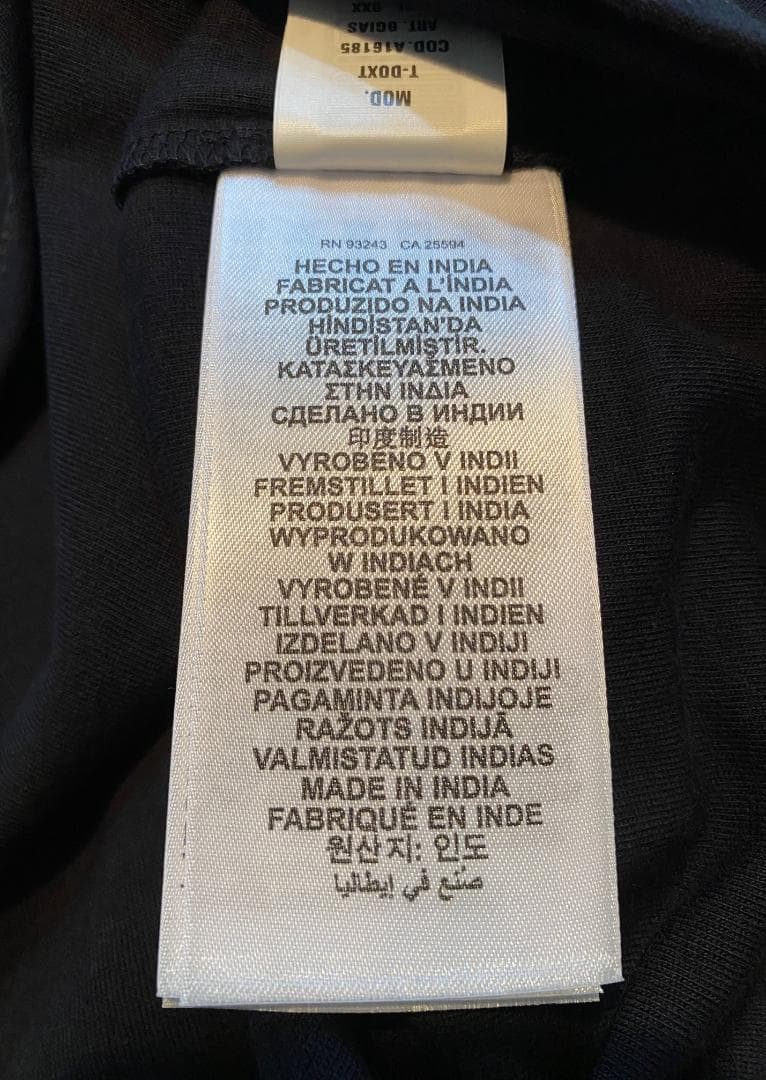 MOD.
T-DOXT
COD.A16185
ART. 0GIAS
RN 93243 CA 25594
HECHO EN INDIA
FABRICAT A L'ÍNDIA
PRODUZIDO NA INDIA
HİNDİSTAN'DA
ÜRETİLMİŞTİR.
ΚΑΤΑΣΚΕΥΑΣΜΕΝΟ
ΣΤΗΝ ΙΝΔΙΑ
СДЕЛАНО В ИНДИИ
印度制造
VYROBENO V INDII
FREMSTILLET I INDIEN
PRODUSERT I INDIA
WYPRODUKOWANO
W INDIACH
VYROBENÉ V INDII
TILLVERKAD I INDIEN
IZDELANO V INDIJI
PROIZVEDENO U INDIJI
PAGAMINTA INDIJOJE
RAŽOTS INDIJĀ
VALMISTATUD INDIAS
MADE IN INDIA
FABRIQUÉ EN INDE
원산지: 인도
صنع في إيطاليا